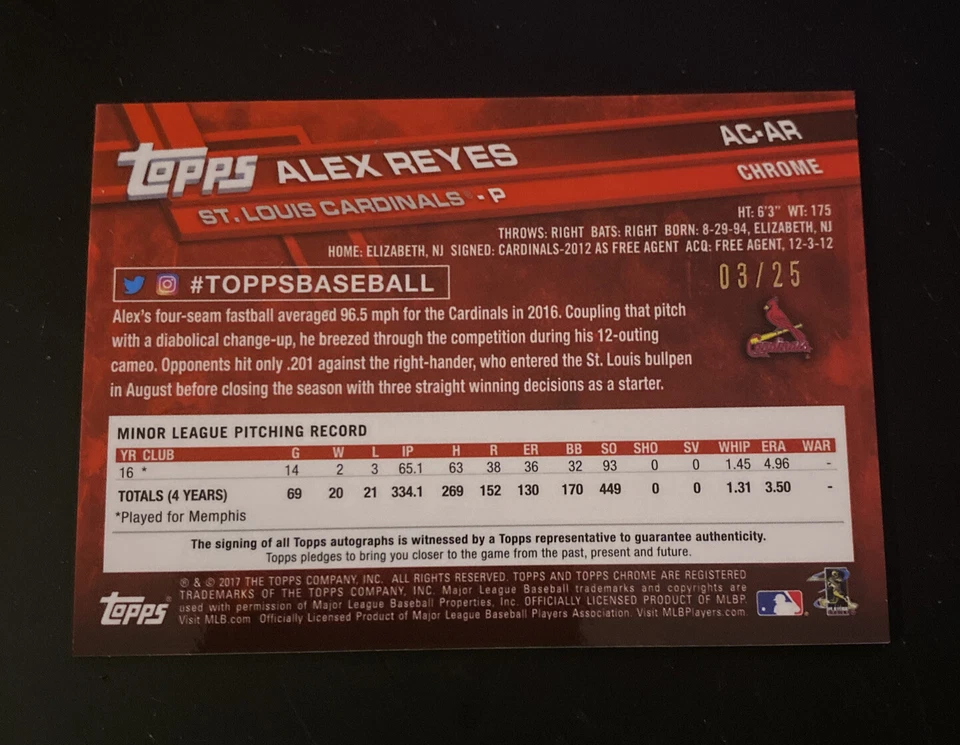 Topps ALEX REYES AC-AR
ST. LOUIS CARDINALS® • P CHROME
HT: 6'3" WT: 175
THROWS: RIGHT BATS: RIGHT BORN: 8-29-94, ELIZABETH, NJ
HOME: ELIZABETH, NJ SIGNED: CARDINALS-2012 AS FREE AGENT ACQ: FREE AGENT, 12-3-12
03/25
#TOPPSBASEBALL
Cardinals
Alex's four-seam fastball averaged 96.5 mph for the Cardinals in 2016. Coupling that pitch
with a diabolical change-up, he breezed through the competition during his 12-outing
cameo. Opponents hit only .201 against the right-hander, who entered the St. Louis bullpen
in August before closing the season with three straight winning decisions as a starter.
MINOR LEAGUE PITCHING RECORD
YR CLUB G W L IP H R ER BB SO SHO SV WHIP ERA WAR
16 * 14 2 3 65.1 63 38 36 32 93 0 0 1.45 4.96 -
TOTALS (4 YEARS) 69 20 21 334.1 269 152 130 170 449 0 0 1.31 3.50 -
*Played for Memphis
The signing of all Topps autographs is witnessed by a Topps representative to guarantee authenticity.
Topps pledges to bring you closer to the game from the past, present and future.
® & © 2017 THE TOPPS COMPANY, INC. ALL RIGHTS RESERVED. TOPPS AND TOPPS CHROME ARE REGISTERED
TRADEMARKS OF THE TOPPS COMPANY, INC. Major League Baseball trademarks and copyrights are
used with permission of Major League Baseball Properties, Inc. OFFICIALLY LICENSED PRODUCT OF MLBP.
Visit MLB.com Officially Licensed Product of Major League Baseball Players Association. Visit MLBPlayers.com
Topps®